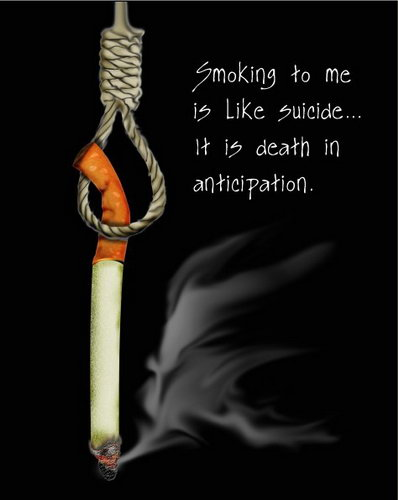 Smoking to me
is Like suicide...
It is death in
anticipation.